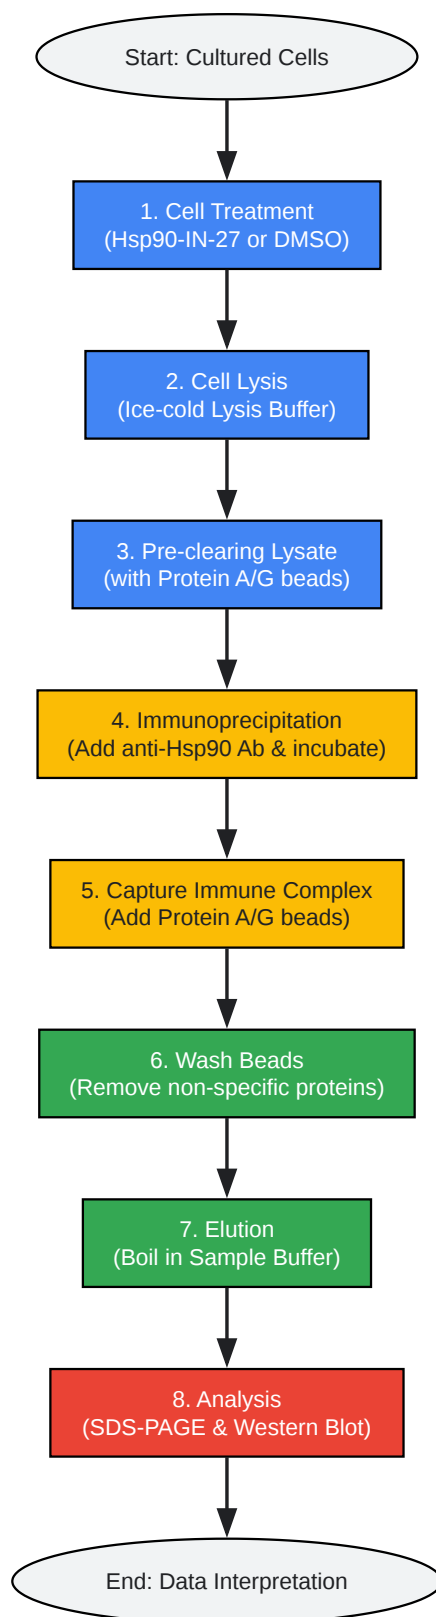 Start: Cultured Cells
1. Cell Treatment
(Hsp90-IN-27 or DMSO)
2. Cell Lysis
(Ice-cold Lysis Buffer)
3. Pre-clearing Lysate
(with Protein A/G beads)
4. Immunoprecipitation
(Add anti-Hsp90 Ab & incubate)
5. Capture Immune Complex
(Add Protein A/G beads)
6. Wash Beads
(Remove non-specific proteins)
7. Elution
(Boil in Sample Buffer)
8. Analysis
(SDS-PAGE & Western Blot)
End: Data Interpretation